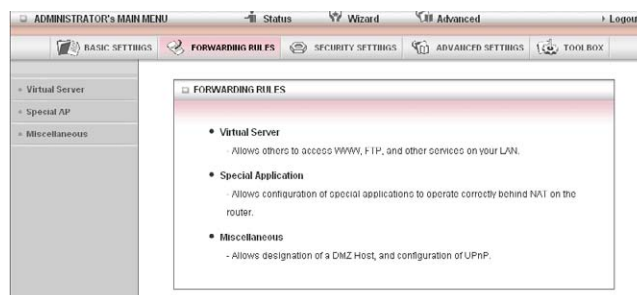 ADMINISTRATOR's MAIN MENU Status Wizard Advanced Logout
BASIC SETTINGS FORWARDING RULES SECURITY SETTINGS ADVANCED SETTINGS TOOLBOX
Virtual Server
Special AP
Miscellaneous
FORWARDING RULES
• Virtual Server
- Allows others to access WWW, FTP, and other services on your LAN.
• Special Application
- Allows configuration of special applications to operate correctly behind NAT on the
router.
• Miscellaneous
- Allows designation of a DMZ Host, and configuration of UPnP.